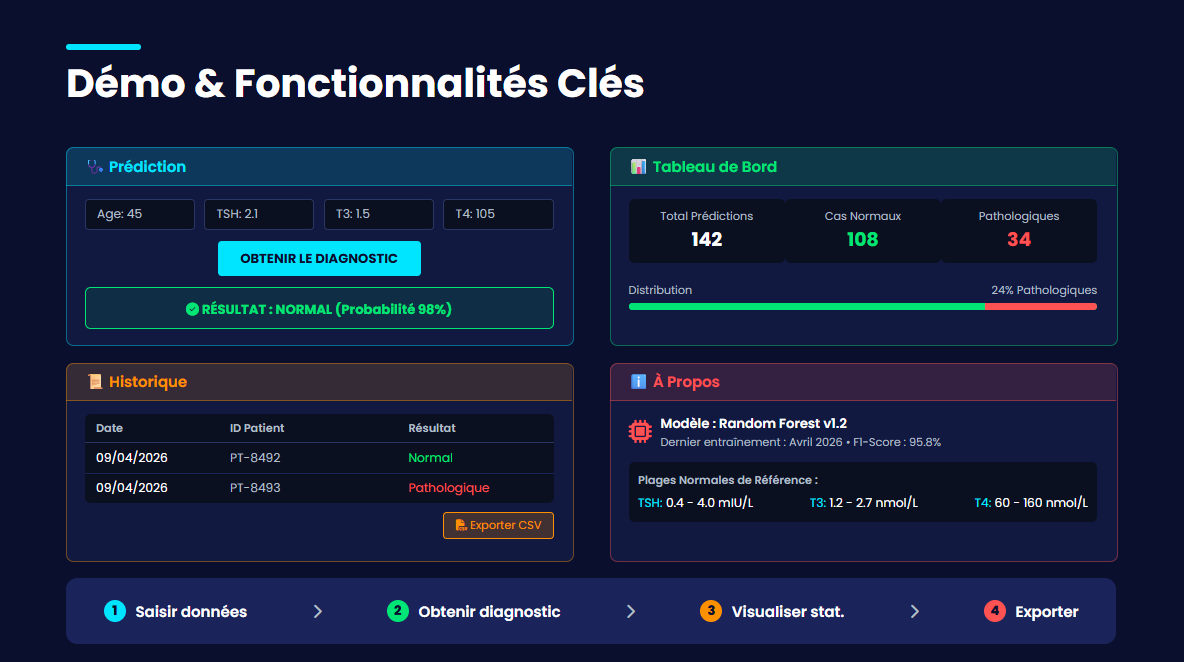 Démo & Fonctionnalités Clés
Prédiction
Age: 45
TSH: 2.1
T3: 1.5
T4: 105
OBTENIR LE DIAGNOSTIC
RÉSULTAT : NORMAL (Probabilité 98%)
Tableau de Bord
Total Prédictions
142
Cas Normaux
108
Pathologiques
34
Distribution
24% Pathologiques
Historique
Date ID Patient Résultat
09/04/2026 PT-8492 Normal
09/04/2026 PT-8493 Pathologique
Exporter CSV
À Propos
Modèle : Random Forest v1.2
Dernier entraînement : Avril 2026 • F1-Score : 95.8%
Plages Normales de Référence :
TSH: 0.4 - 4.0 mIU/L T3: 1.2 - 2.7 nmol/L T4: 60 - 160 nmol/L
1 Saisir données
2 Obtenir diagnostic
3 Visualiser stat.
4 Exporter